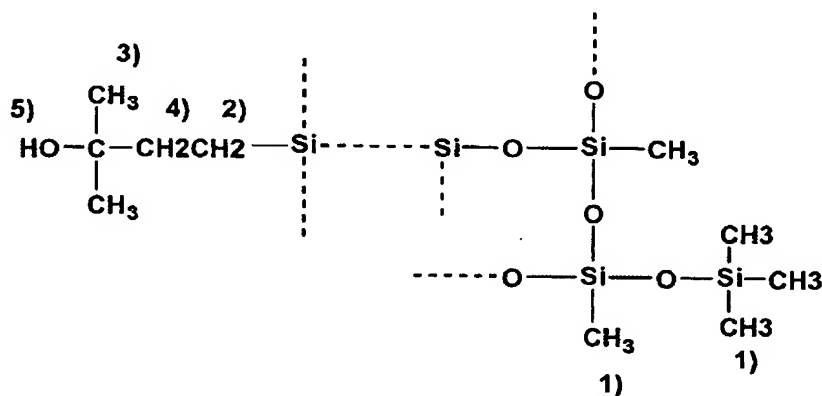 3)
O
5) CH₃ 4) 2)
HO C CH2CH2 Si Si O Si CH₃
CH₃
O
CH3
O Si O Si CH3
CH₃ CH3
1) 1)